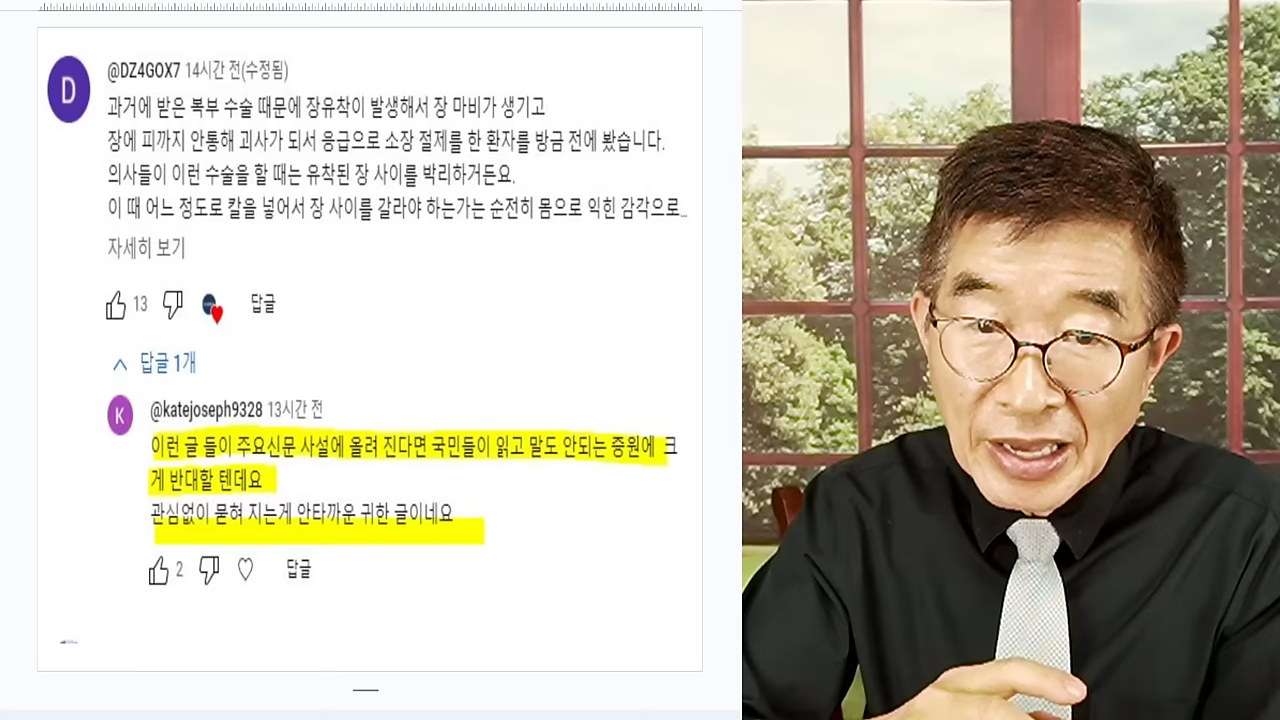 D
@DZ4GOX7 14시간 전(수정됨)
과거에 받은 복부 수술 때문에 장유착이 발생해서 장 마비가 생기고
장에 피까지 안통해 괴사가 되서 응급으로 소장 절제를 한 환자를 방금 전에 봤습니다.
의사들이 이런 수술을 할 때는 유착된 장 사이를 박리하거든요.
이 때 어느 정도로 칼을 넣어서 장 사이를 갈라야 하는가는 순전히 몸으로 익힌 감각으로...
자세히 보기
13 답글
답글 1개
K
@katejoseph9328 13시간 전
이런 글 들이 주요신문 사설에 올려 진다면 국민들이 읽고 말도 안되는 증원에 크
게 반대할 텐데요
관심없이 묻혀 지는게 안타까운 귀한 글이네요
2 답글